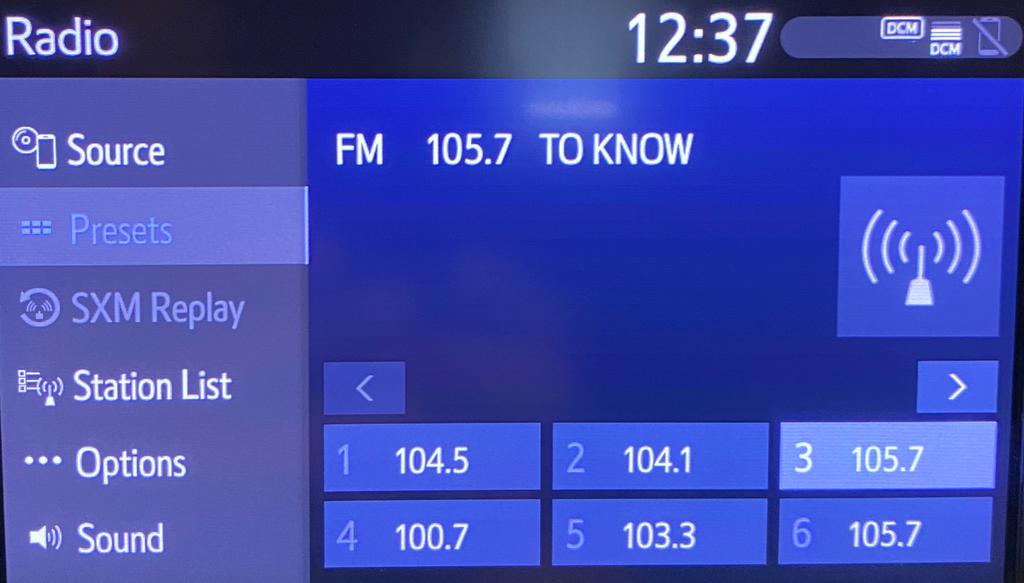 Radio 12:37 DCM DCM
Source
FM 105.7 TO KNOW
Presets
SXM Replay
Station List
Options
1 104.5 2 104.1 3 105.7
Sound
4 100.7 5 103.3 6 105.7